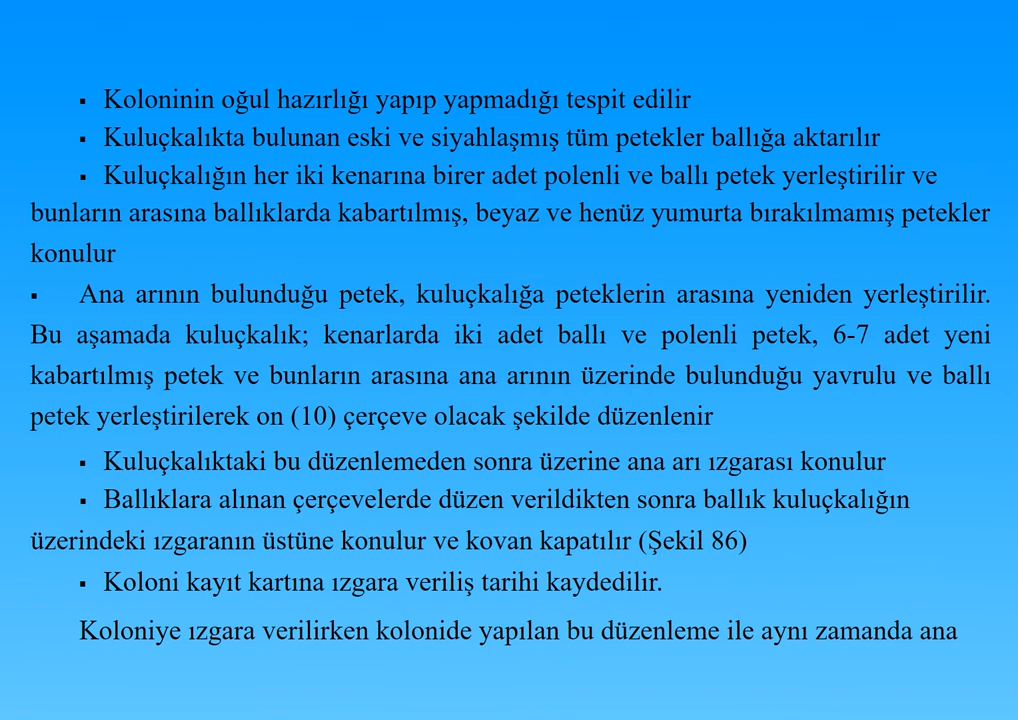 ▪ Koloninin oğul hazırlığı yapıp yapmadığı tespit edilir
▪ Kuluçkalıkta bulunan eski ve siyahlaşmış tüm petekler ballığa aktarılır
▪ Kuluçkalığın her iki kenarına birer adet polenli ve ballı petek yerleştirilir ve
bunların arasına ballıklarda kabartılmış, beyaz ve henüz yumurta bırakılmamış petekler
konulur
▪ Ana arının bulunduğu petek, kuluçkalığa peteklerin arasına yeniden yerleştirilir.
Bu aşamada kuluçkalık; kenarlarda iki adet ballı ve polenli petek, 6-7 adet yeni
kabartılmış petek ve bunların arasına ana arının üzerinde bulunduğu yavrulu ve ballı
petek yerleştirilerek on (10) çerçeve olacak şekilde düzenlenir
▪ Kuluçkalıktaki bu düzenlemeden sonra üzerine ana arı ızgarası konulur
▪ Ballıklara alınan çerçevelerde düzen verildikten sonra ballık kuluçkalığın
üzerindeki ızgaranın üstüne konulur ve kovan kapatılır (Şekil 86)
▪ Koloni kayıt kartına ızgara veriliş tarihi kaydedilir.
Koloniye ızgara verilirken kolonide yapılan bu düzenleme ile aynı zamanda ana